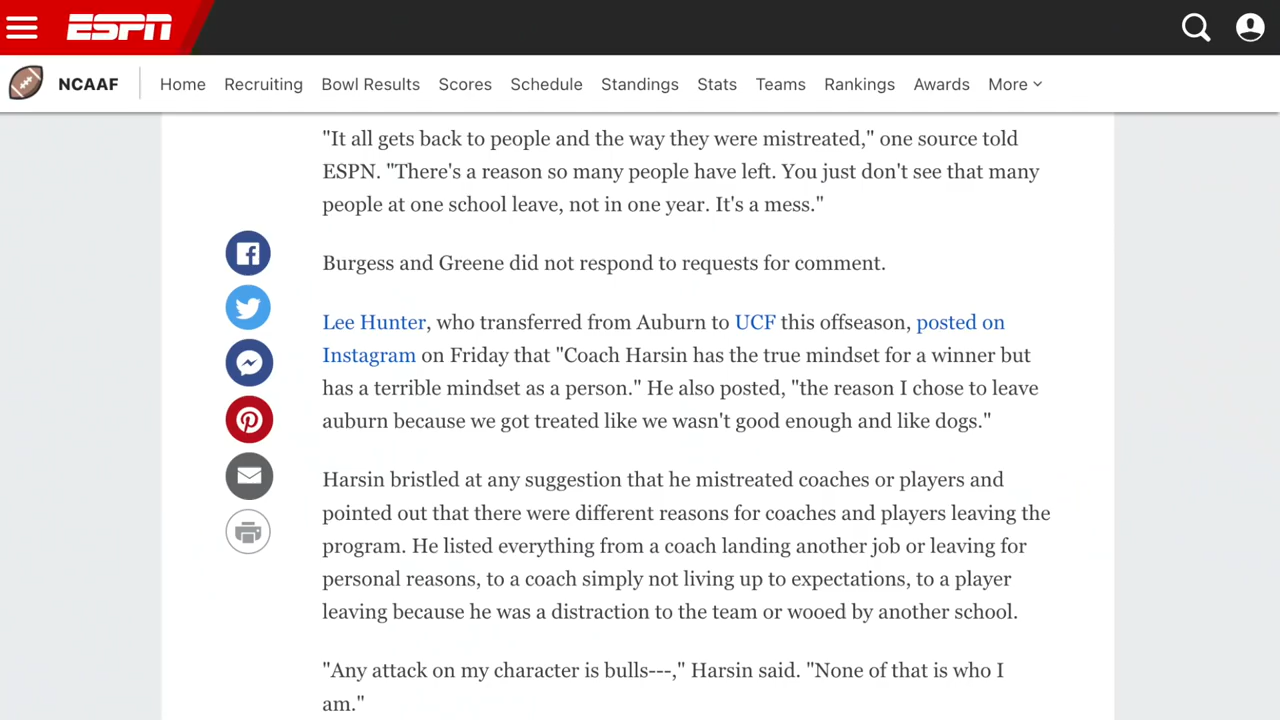 ESPN
NCAAF
Home Recruiting Bowl Results Scores Schedule Standings Stats Teams Rankings Awards More
"It all gets back to people and the way they were mistreated," one source told
ESPN. "There's a reason so many people have left. You just don't see that many
people at one school leave, not in one year. It's a mess."
Burgess and Greene did not respond to requests for comment.
Lee Hunter, who transferred from Auburn to UCF this offseason, posted on
Instagram on Friday that "Coach Harsin has the true mindset for a winner but
has a terrible mindset as a person." He also posted, "the reason I chose to leave
auburn because we got treated like we wasn't good enough and like dogs."
Harsin bristled at any suggestion that he mistreated coaches or players and
pointed out that there were different reasons for coaches and players leaving the
program. He listed everything from a coach landing another job or leaving for
personal reasons, to a coach simply not living up to expectations, to a player
leaving because he was a distraction to the team or wooed by another school.
"Any attack on my character is bulls---," Harsin said. "None of that is who I
am."